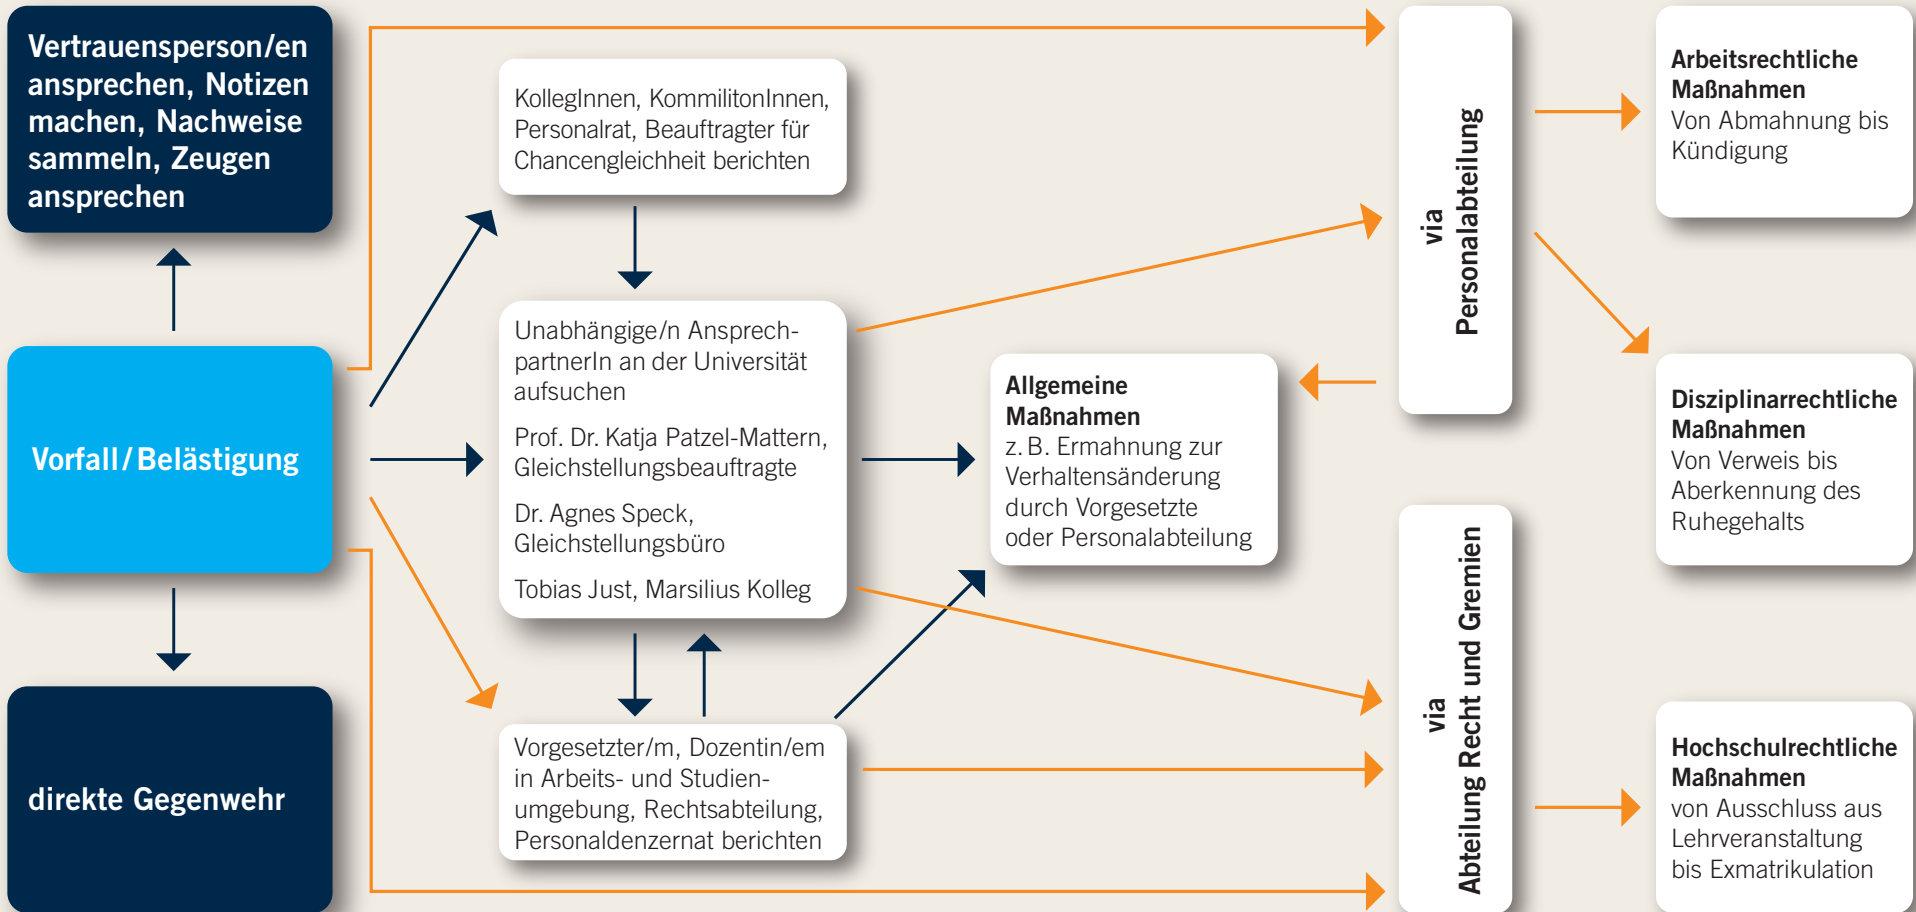 Vertrauensperson/en
ansprechen, Notizen
machen, Nachweise
sammeln, Zeugen
ansprechen
Vorfall/Belästigung
direkte Gegenwehr
KollegInnen, KommilitonInnen,
Personalrat, Beauftragter für
Chancengleichheit berichten
Unabhängige/n Ansprech-
partnerIn an der Universität
aufsuchen
Prof. Dr. Katja Patzel-Mattern,
Gleichstellungsbeauftragte
Dr. Agnes Speck,
Gleichstellungsbüro
Tobias Just, Marsilius Kolleg
Vorgesetzter/m, Dozentin/em
in Arbeits- und Studien-
umgebung, Rechtsabteilung,
Personaldenzernat berichten
Allgemeine
Maßnahmen
z. B. Ermahnung zur
Verhaltensänderung
durch Vorgesetzte
oder Personalabteilung
via
Personalabteilung
via
Abteilung Recht und Gremien
Arbeitsrechtliche
Maßnahmen
Von Abmahnung bis
Kündigung
Disziplinarrechtliche
Maßnahmen
Von Verweis bis
Aberkennung des
Ruhegehalts
Hochschulrechtliche
Maßnahmen
von Ausschluss aus
Lehrveranstaltung
bis Exmatrikulation